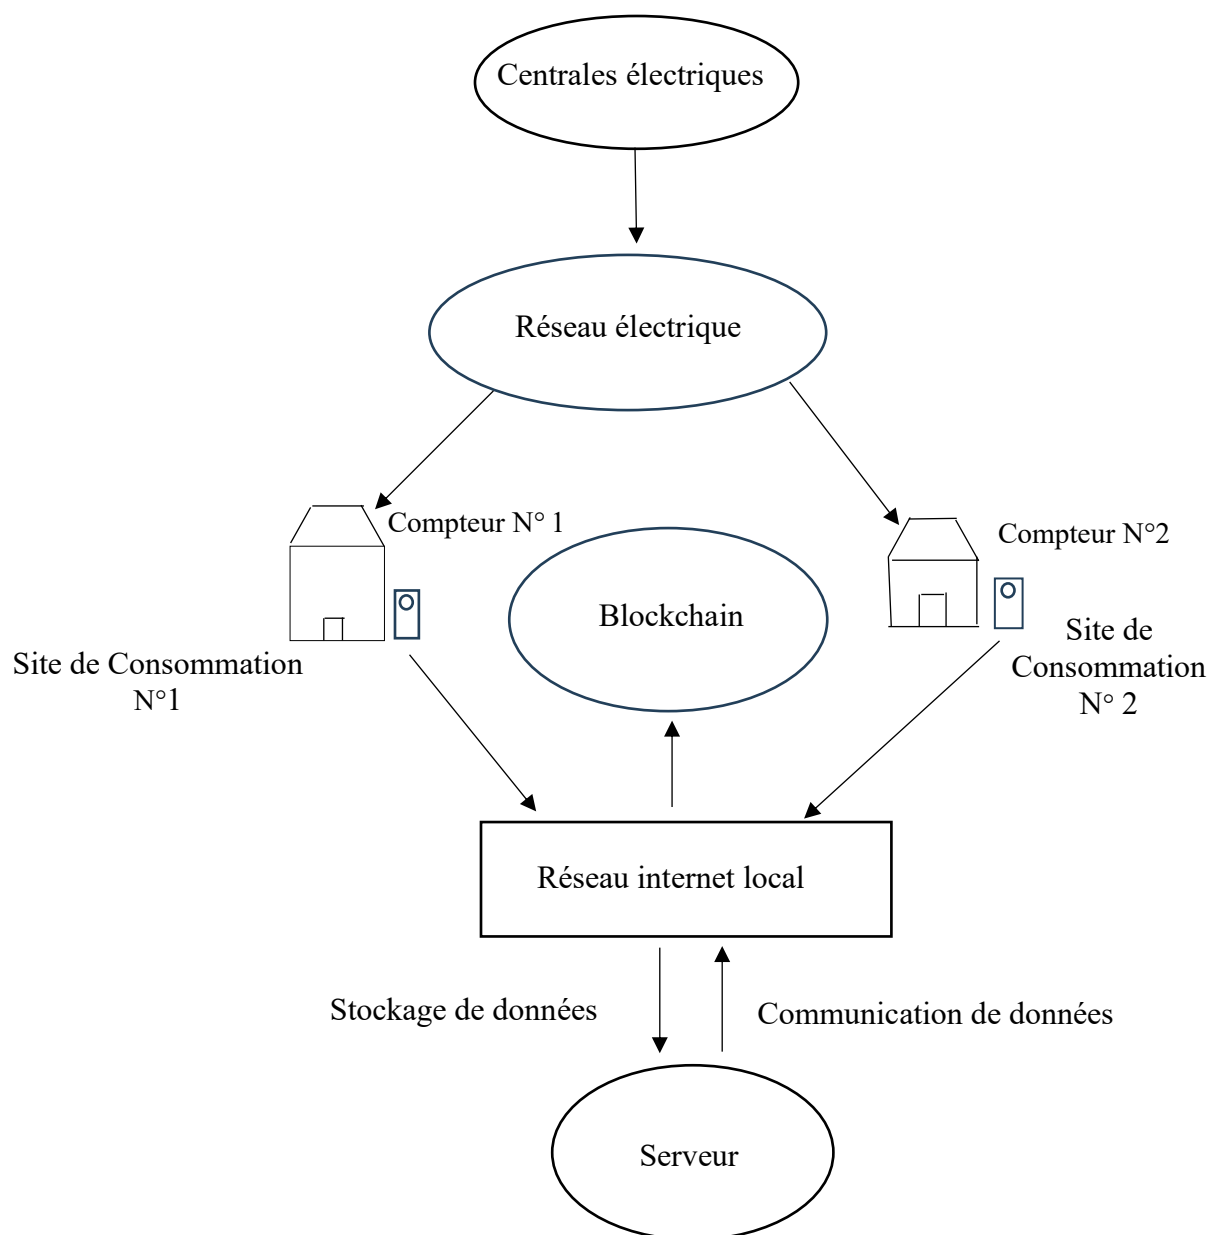 Centrales électriques
Réseau électrique
Compteur N° 1
Compteur N°2
Blockchain
Site de Consommation
N°1
Site de
Consommation
N° 2
Réseau internet local
Stockage de données
Communication de données
Serveur